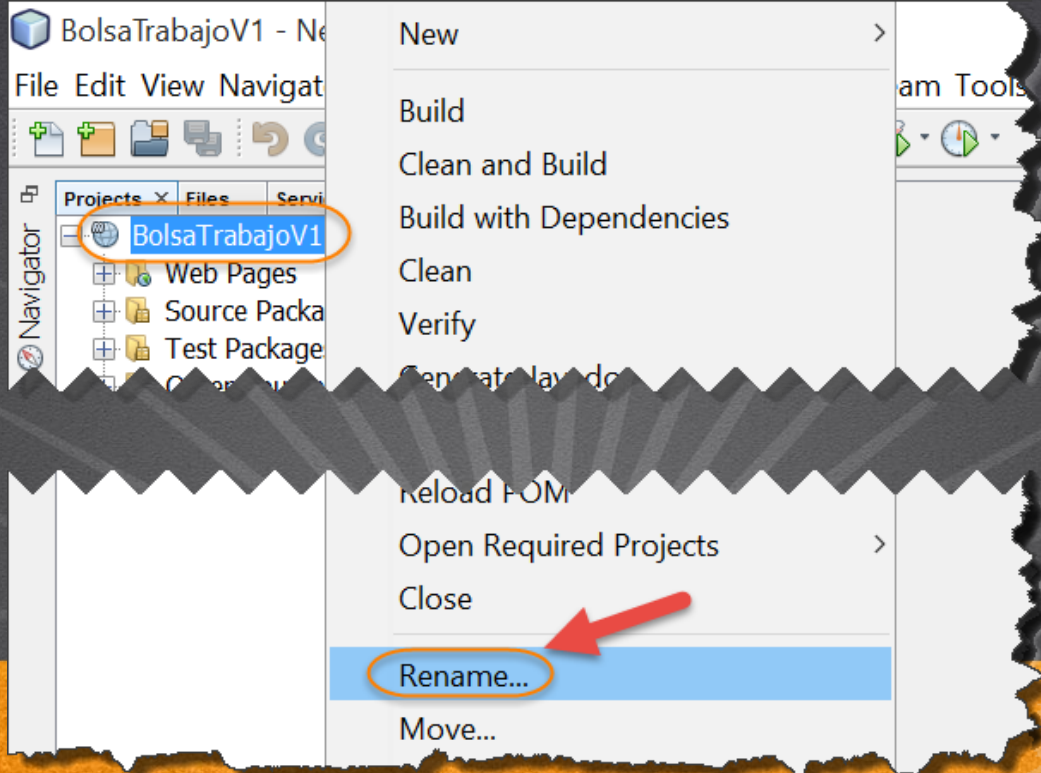 BolsaTrabajoV1 - Ne
File Edit View Navigat
am Tools
Projects Files Servi
BolsaTrabajoV1
Web Pages
Source Packa
Test Package
Navigator
New
Build
Clean and Build
Build with Dependencies
Clean
Verify
Reload POM
Open Required Projects
Close
Rename...
Move...